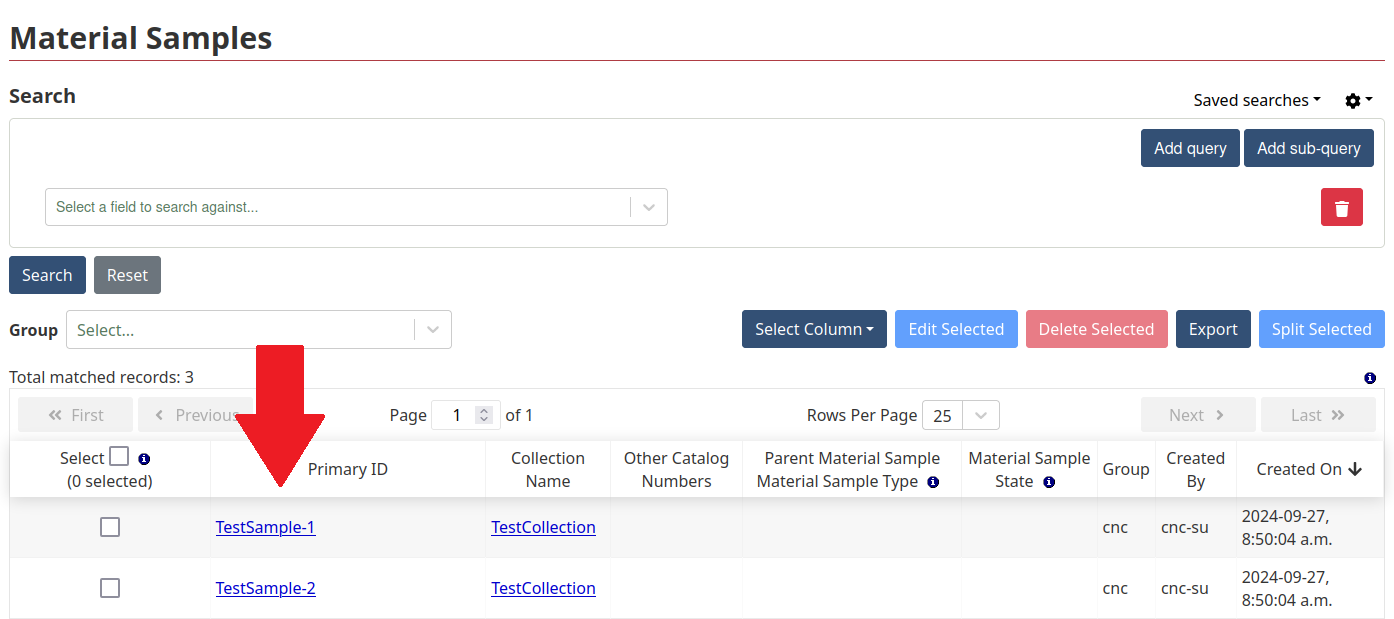 Material Samples
Search
Saved searches
Add query Add sub-query
Select a field to search against...
Search Reset
Group Select... Select Column Edit Selected Delete Selected Export Split Selected
Total matched records: 3
First Previous Page 1 of 1 Rows Per Page 25 Next Last
Select Collection Other Catalog Parent Material Sample Material Sample Created
Primary ID Group Created On
(0 selected) Name Numbers Material Sample Type State By
2024-09-27,
TestSample-1 TestCollection cnc cnc-su
8:50:04 a.m.
2024-09-27,
TestSample-2 TestCollection cnc cnc-su
8:50:04 a.m.